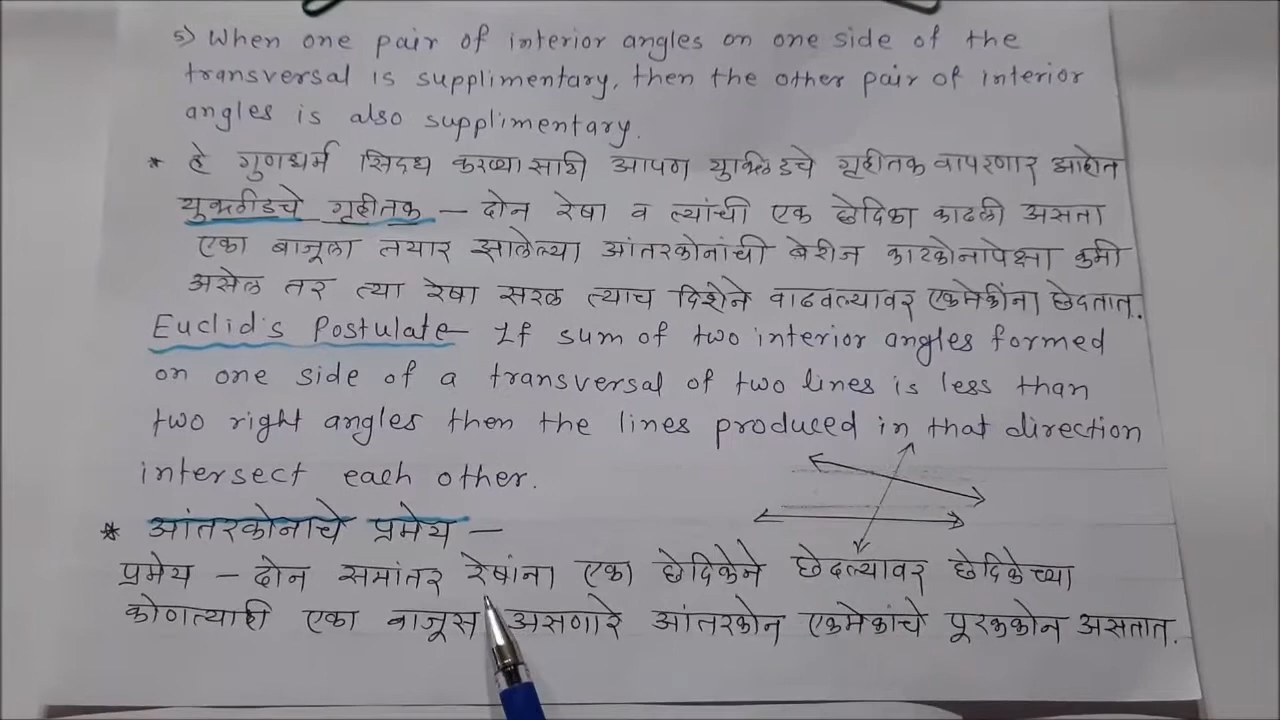 5) When one pair of interior angles on one side of the
transversal is supplimentary, then the other pair of interior
angles is also supplimentary.
* हे गुणधर्म सिदध करण्यासाठी आपण युक्लिडचे गृहीतक वापरणार आहोत
युक्लीडचे गृहीतक – दोन रेषा व त्यांची एक छेदिका काढली असता
एका बाजूला तयार झालेल्या आंतरकोनांची बेरीज काटकोनापेक्षा कमी
असेल तर त्या रेषा सरळ त्याच दिशेने वाढवल्यावर एकमेकींना छेदतात.
Euclid's Postulate – If sum of two interior angles formed
on one side of a transversal of two lines is less than
two right angles then the lines produced in that direction
intersect each other.
* आंतरकोनाचे प्रमेय –
प्रमेय – दोन समांतर रेषांना एका छेदिकेने छेदल्यावर छेदिकेच्या
कोणत्याही एका बाजूस असणारे आंतरकोन एकमेकांचे पूरककोन असतात.